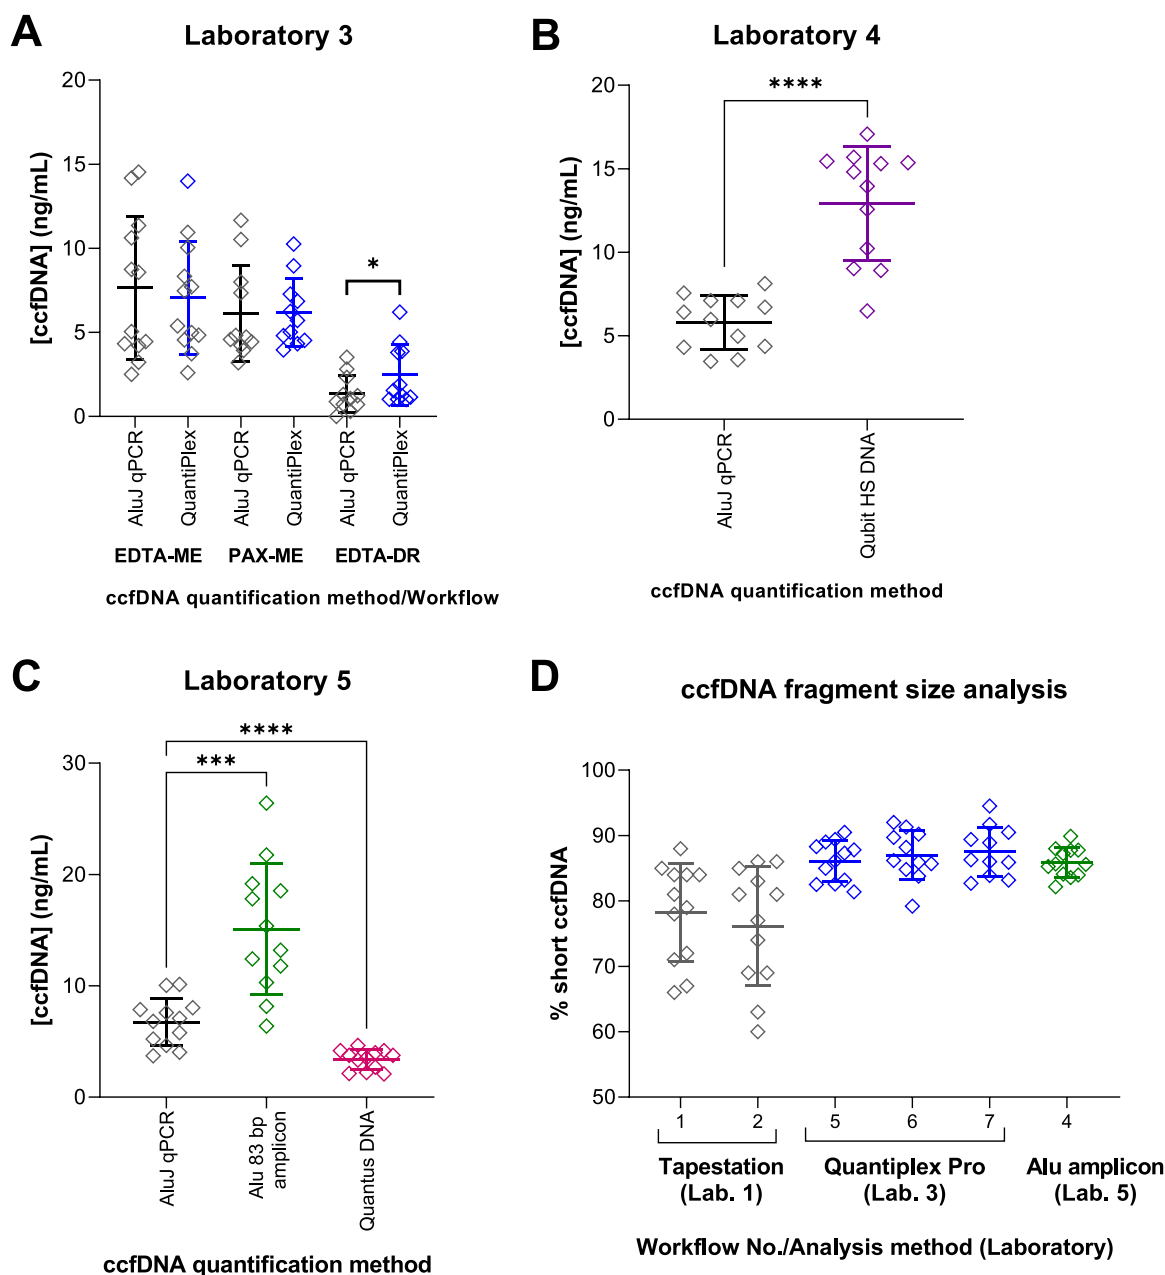 A
Laboratory 3
[ccfDNA] (ng/mL)
20
15
10
5
0
*
AluJ qPCR
QuantiPlex
AluJ qPCR
QuantiPlex
AluJ qPCR
QuantiPlex
EDTA-ME PAX-ME EDTA-DR
ccfDNA quantification method/Workflow
B
Laboratory 4
[ccfDNA] (ng/mL)
20
15
10
5
0
****
AluJ qPCR
Qubit HS DNA
ccfDNA quantification method
C
Laboratory 5
[ccfDNA] (ng/mL)
30
20
10
0
****
***
AluJ qPCR
Alu 83 bp
amplicon
Quantus DNA
ccfDNA quantification method
D
ccfDNA fragment size analysis
% short ccfDNA
100
90
80
70
60
50
1 2 5 6 7 4
Tapestation Quantiplex Pro Alu amplicon
(Lab. 1) (Lab. 3) (Lab. 5)
Workflow No./Analysis method (Laboratory)